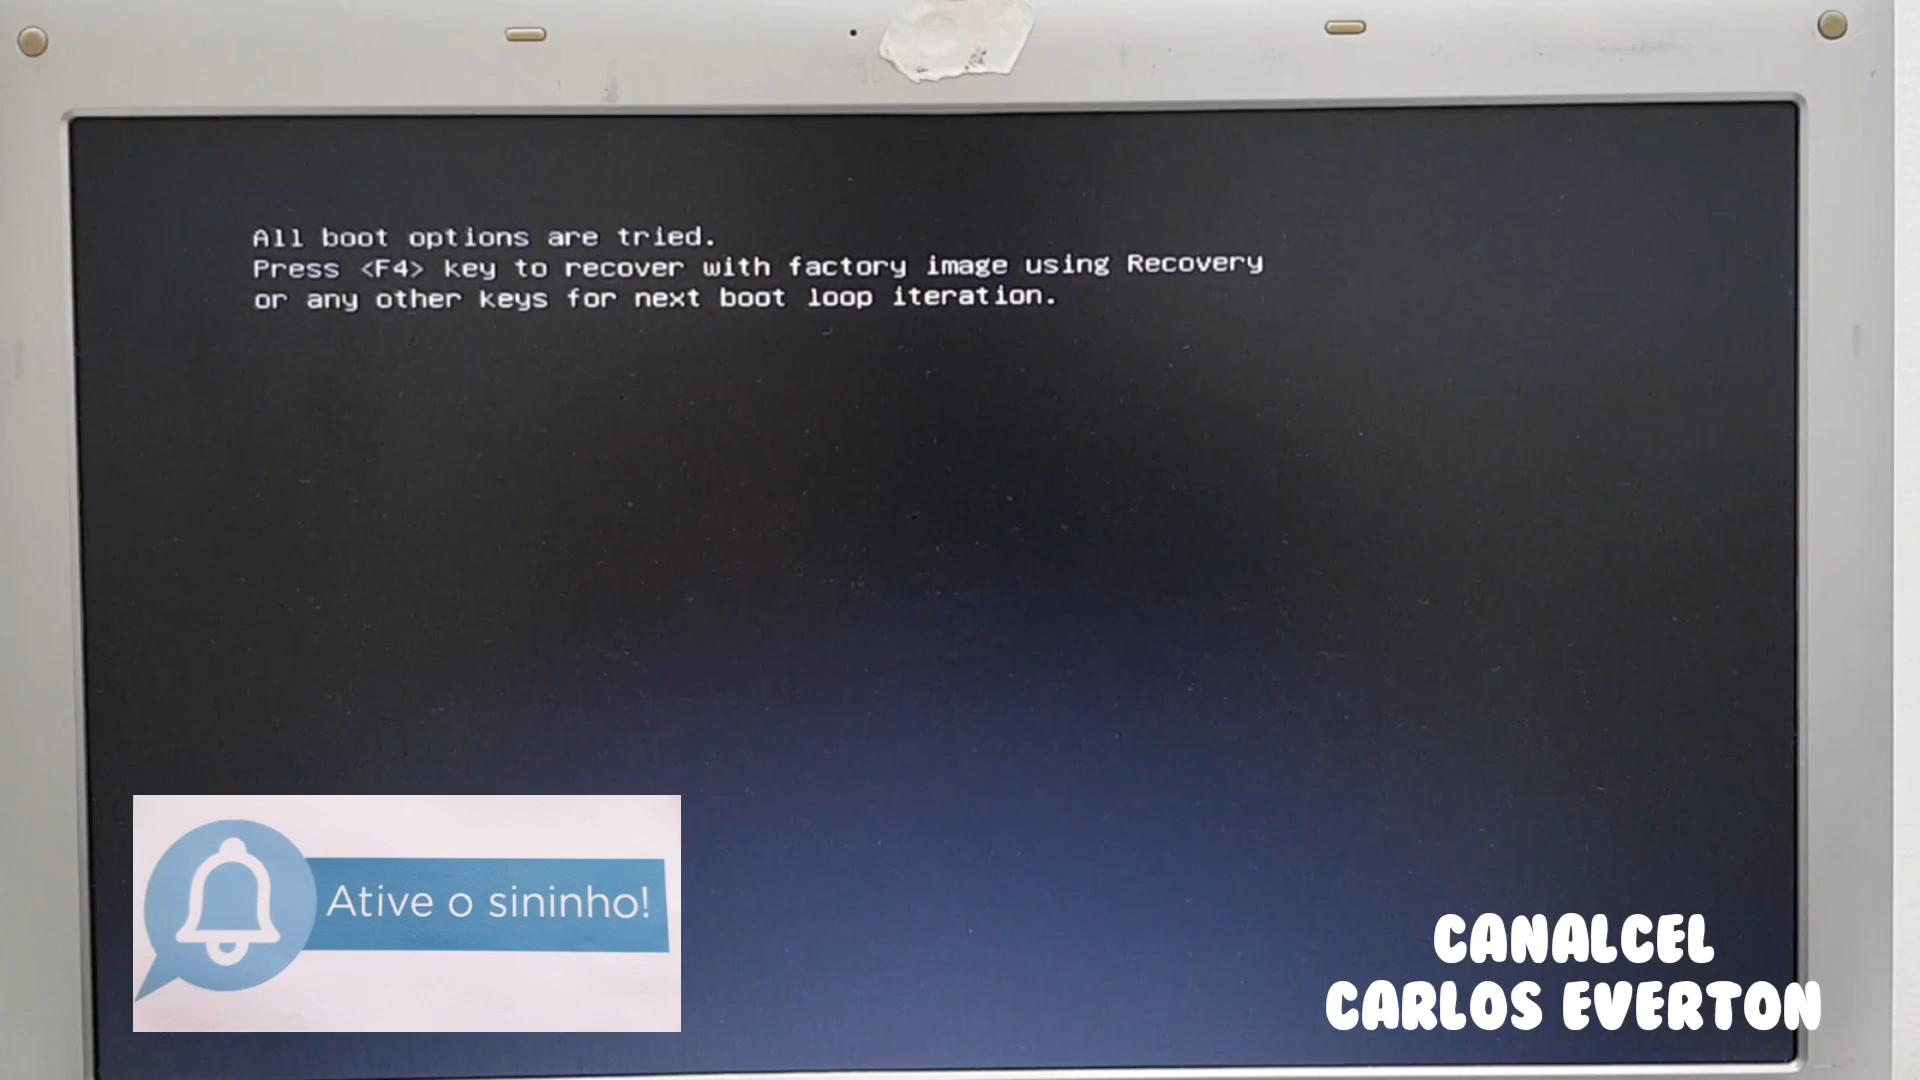 All boot options are tried.
Press <F4> key to recover with factory image using Recovery
or any other keys for next boot loop iteration.
Ative o sininho!
CANALCEL
CARLOS EVERTON